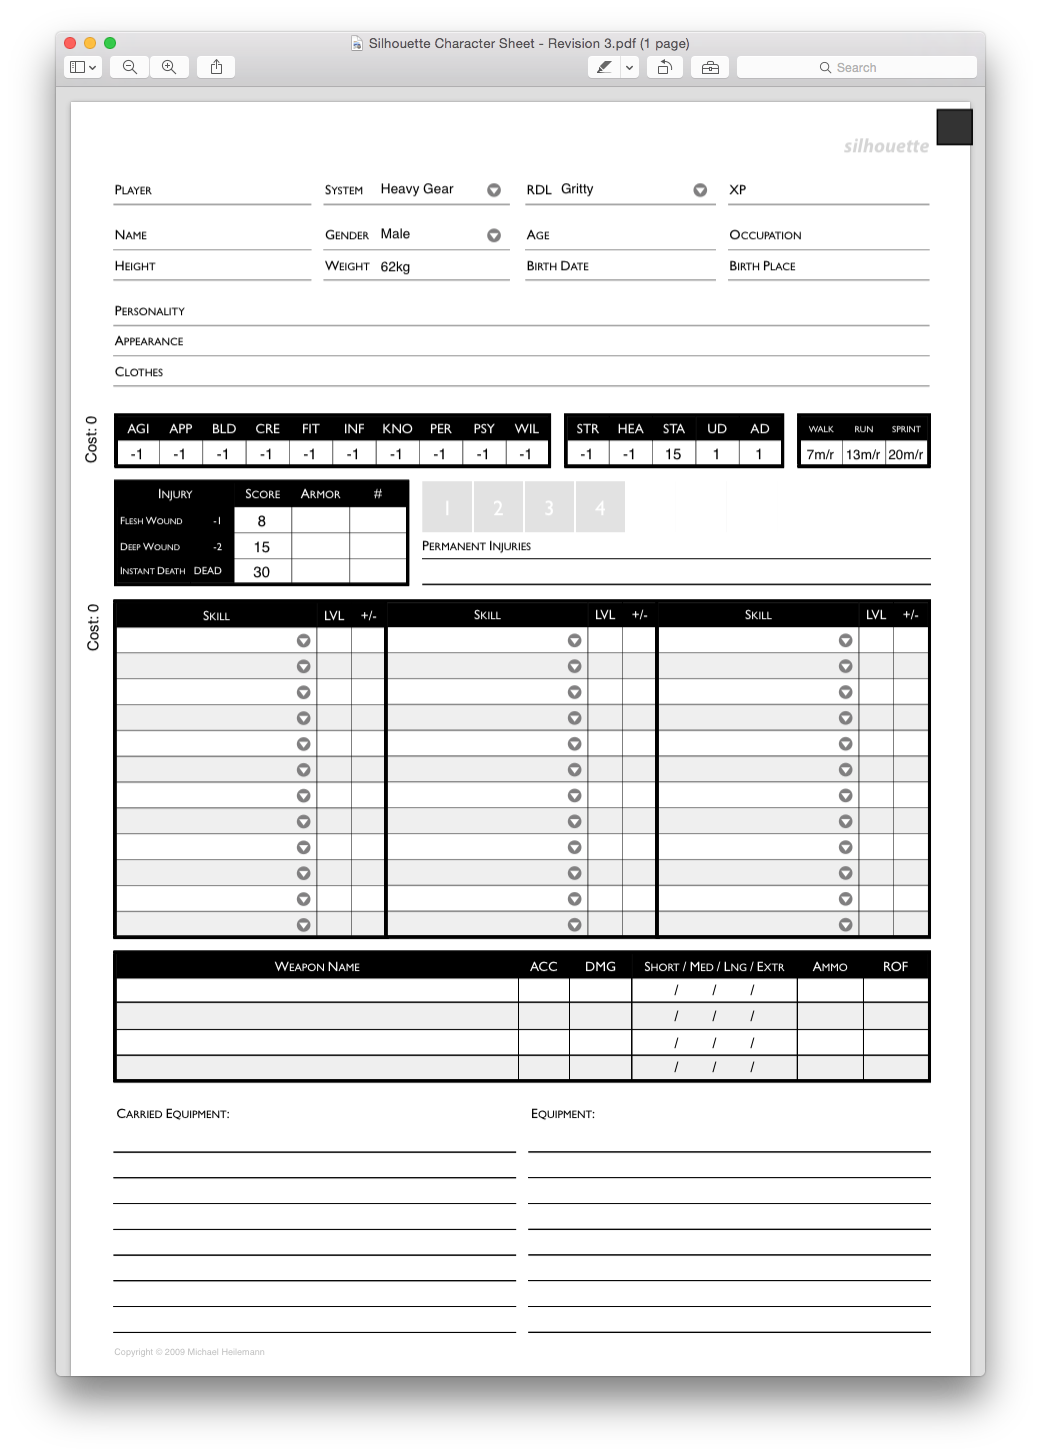 Silhouette Character Sheet - Revision 3.pdf (1 page)
Search
silhouette
PLAYER SYSTEM Heavy Gear RDL Gritty XP
NAME GENDER Male AGE OCCUPATION
HEIGHT WEIGHT 62kg BIRTH DATE BIRTH PLACE
PERSONALITY
APPEARANCE
CLOTHES
Cost: 0
AGI APP BLD CRE FIT INF KNO PER PSY WIL STR HEA STA UD AD WALK RUN SPRINT
-1 -1 -1 -1 -1 -1 -1 -1 -1 -1 -1 -1 15 1 1 7m/r 13m/r 20m/r
INJURY SCORE ARMOR # 1 2 3 4
FLESH WOUND -1 8
DEEP WOUND -2 15 PERMANENT INJURIES
INSTANT DEATH DEAD 30
Cost: 0
SKILL LVL +/- SKILL LVL +/- SKILL LVL +/-
WEAPON NAME ACC DMG SHORT / MED / LNG / EXTR AMMO ROF
/ / /
/ / /
/ / /
/ / /
CARRIED EQUIPMENT: EQUIPMENT:
Copyright © 2009 Michael Heilemann